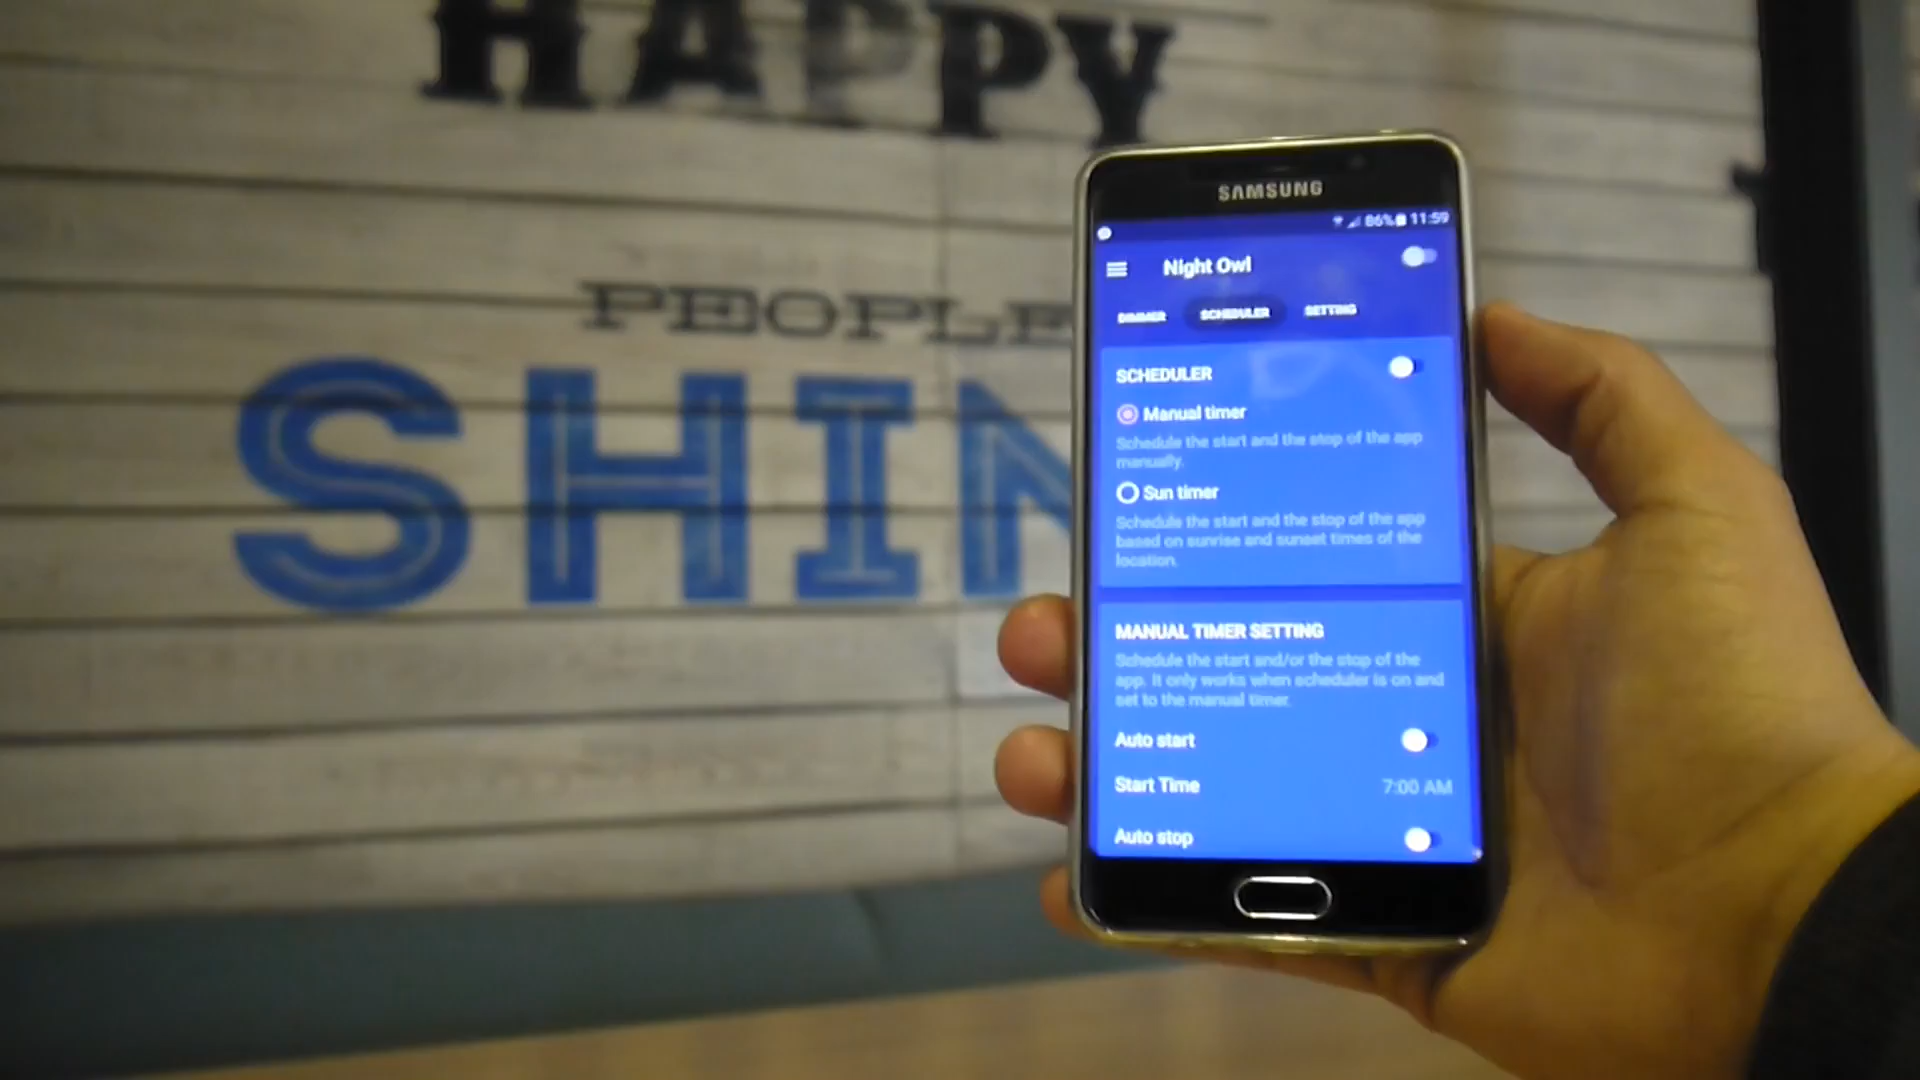 HAPPY
PEOPLE
SHIN
SAMSUNG
86% 11:59
Night Owl
DIMMER SCHEDULER SETTING
SCHEDULER
Manual timer
Schedule the start and the stop of the app
manually.
Sun timer
Schedule the start and the stop of the app
based on sunrise and sunset times of the
location.
MANUAL TIMER SETTING
Schedule the start and/or the stop of the
app. It only works when scheduler is on and
set to the manual timer.
Auto start
Start Time 7:00 AM
Auto stop